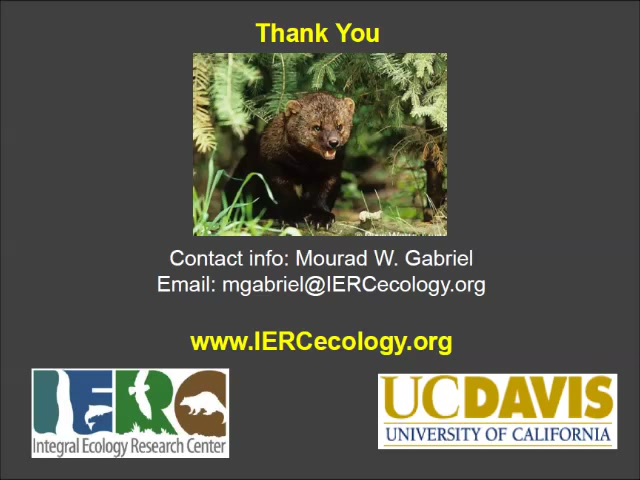 Thank You
Contact info: Mourad W. Gabriel
Email: mgabriel@IERCecology.org
www.IERCecology.org
IERC
Integral Ecology Research Center
UCDAVIS
UNIVERSITY OF CALIFORNIA